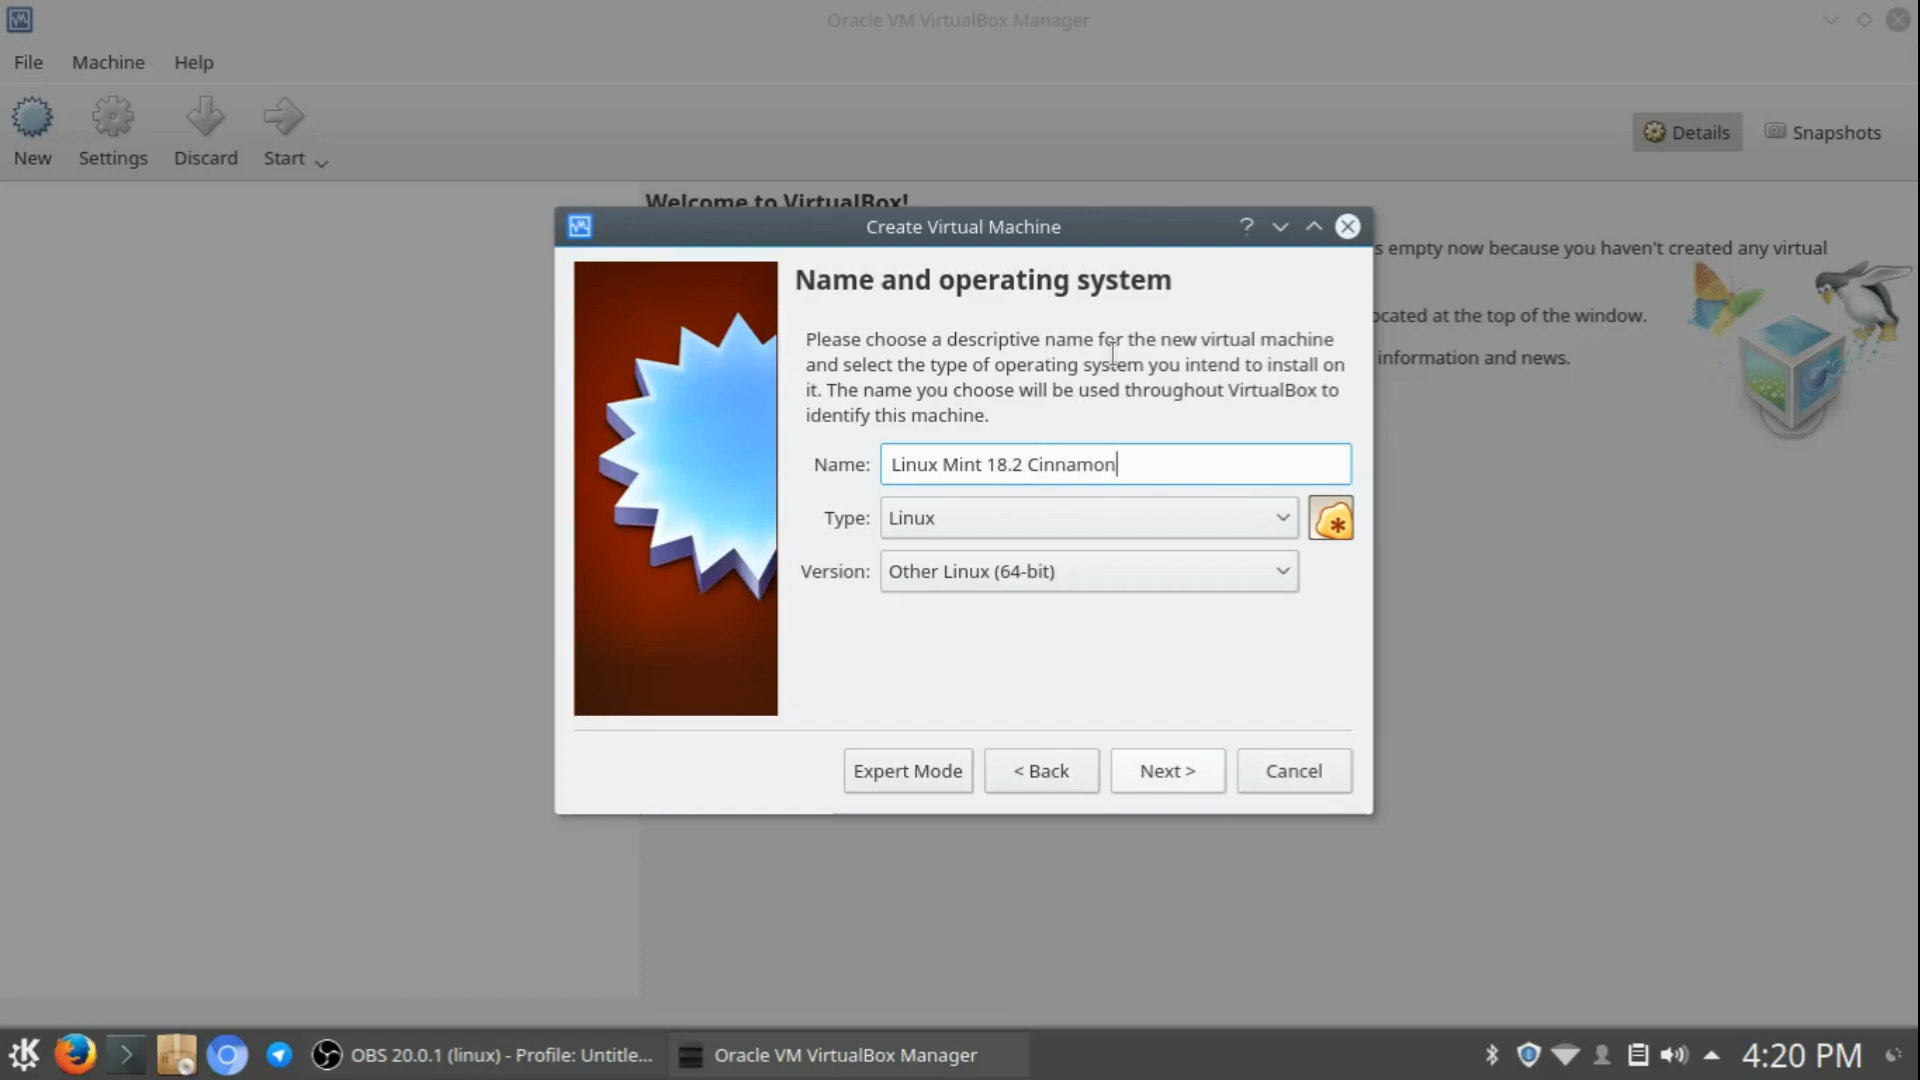 Oracle VM VirtualBox Manager
File Machine Help
New Settings Discard Start
Details Snapshots
Welcome to VirtualBox!
Create Virtual Machine
s empty now because you haven't created any virtual
ocated at the top of the window.
information and news.
Name and operating system
Please choose a descriptive name for the new virtual machine
and select the type of operating system you intend to install on
it. The name you choose will be used throughout VirtualBox to
identify this machine.
Name: Linux Mint 18.2 Cinnamon
Type: Linux
Version: Other Linux (64-bit)
Expert Mode < Back Next > Cancel
OBS 20.0.1 (linux) - Profile: Untitle... Oracle VM VirtualBox Manager 4:20 PM